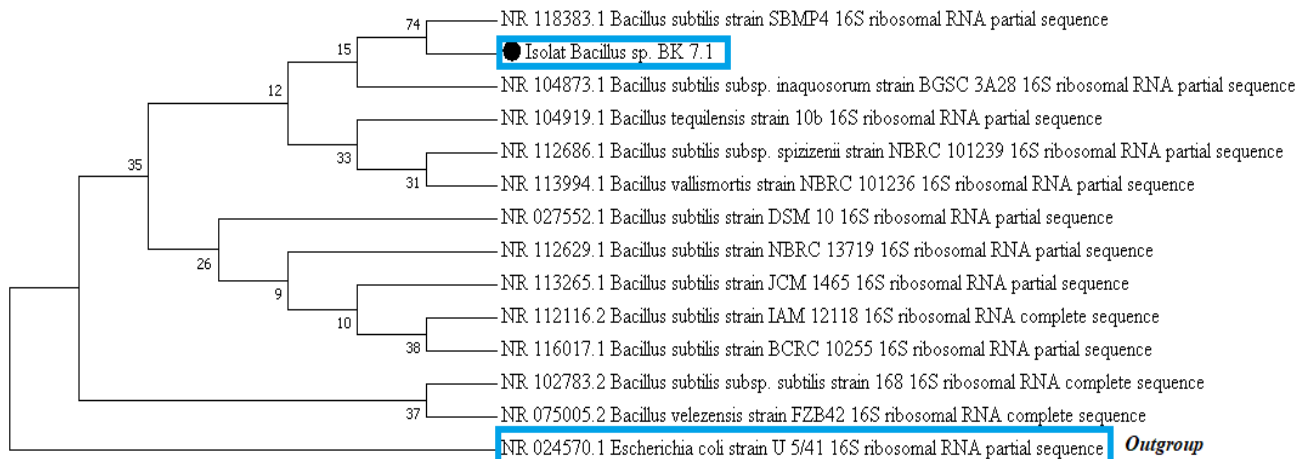 NR 118383.1 Bacillus subtilis strain SBMP4 16S ribosomal RNA partial sequence
74
Isolat Bacillus sp. BK 7.1
15
NR 104873.1 Bacillus subtilis subsp. inaquosorum strain BGSC 3A28 16S ribosomal RNA partial sequence
12
NR 104919.1 Bacillus tequilensis strain 10b 16S ribosomal RNA partial sequence
33
NR 112686.1 Bacillus subtilis subsp. spizizenii strain NBRC 101239 16S ribosomal RNA partial sequence
35
31
NR 113994.1 Bacillus vallismortis strain NBRC 101236 16S ribosomal RNA partial sequence
NR 027552.1 Bacillus subtilis strain DSM 10 16S ribosomal RNA partial sequence
26
NR 112629.1 Bacillus subtilis strain NBRC 13719 16S ribosomal RNA partial sequence
9
NR 113265.1 Bacillus subtilis strain JCM 1465 16S ribosomal RNA partial sequence
10
NR 112116.2 Bacillus subtilis strain IAM 12118 16S ribosomal RNA complete sequence
38
NR 116017.1 Bacillus subtilis strain BCRC 10255 16S ribosomal RNA partial sequence
NR 102783.2 Bacillus subtilis subsp. subtilis strain 168 16S ribosomal RNA complete sequence
37
NR 075005.2 Bacillus velezensis strain FZB42 16S ribosomal RNA complete sequence
NR 024570.1 Escherichia coli strain U 5/41 16S ribosomal RNA partial sequence Outgroup